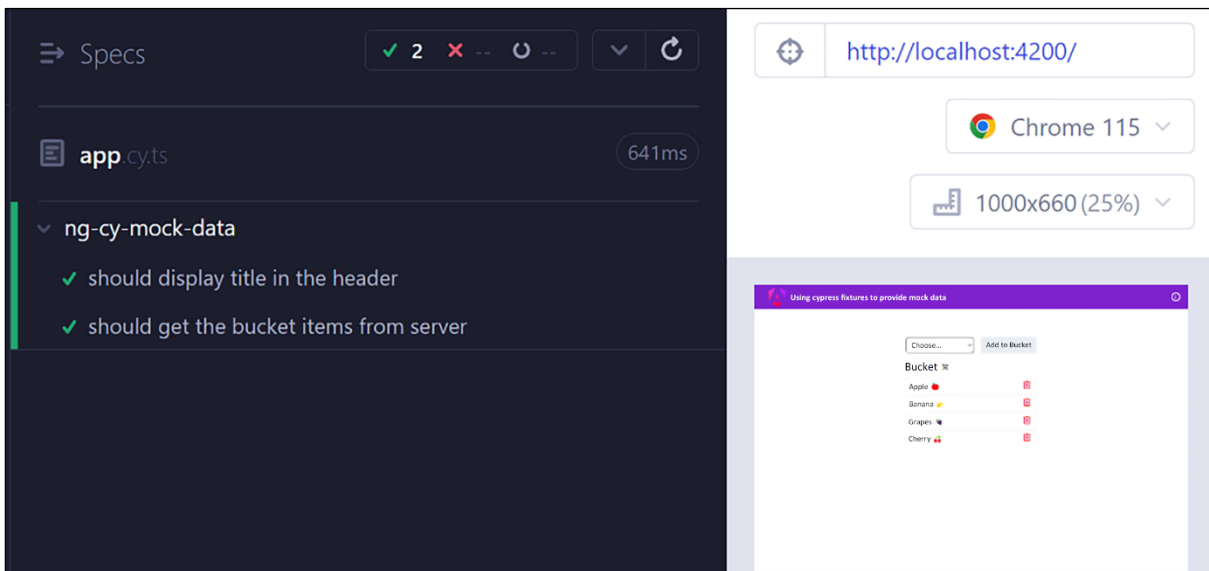 Specs
2 -- --
app.cy.ts
641ms
ng-cy-mock-data
should display title in the header
should get the bucket items from server
http://localhost:4200/
Chrome 115
1000x660 (25%)
Using cypress fixtures to provide mock data
Choose... Add to Bucket
Bucket
Apple
Banana
Grapes
Cherry